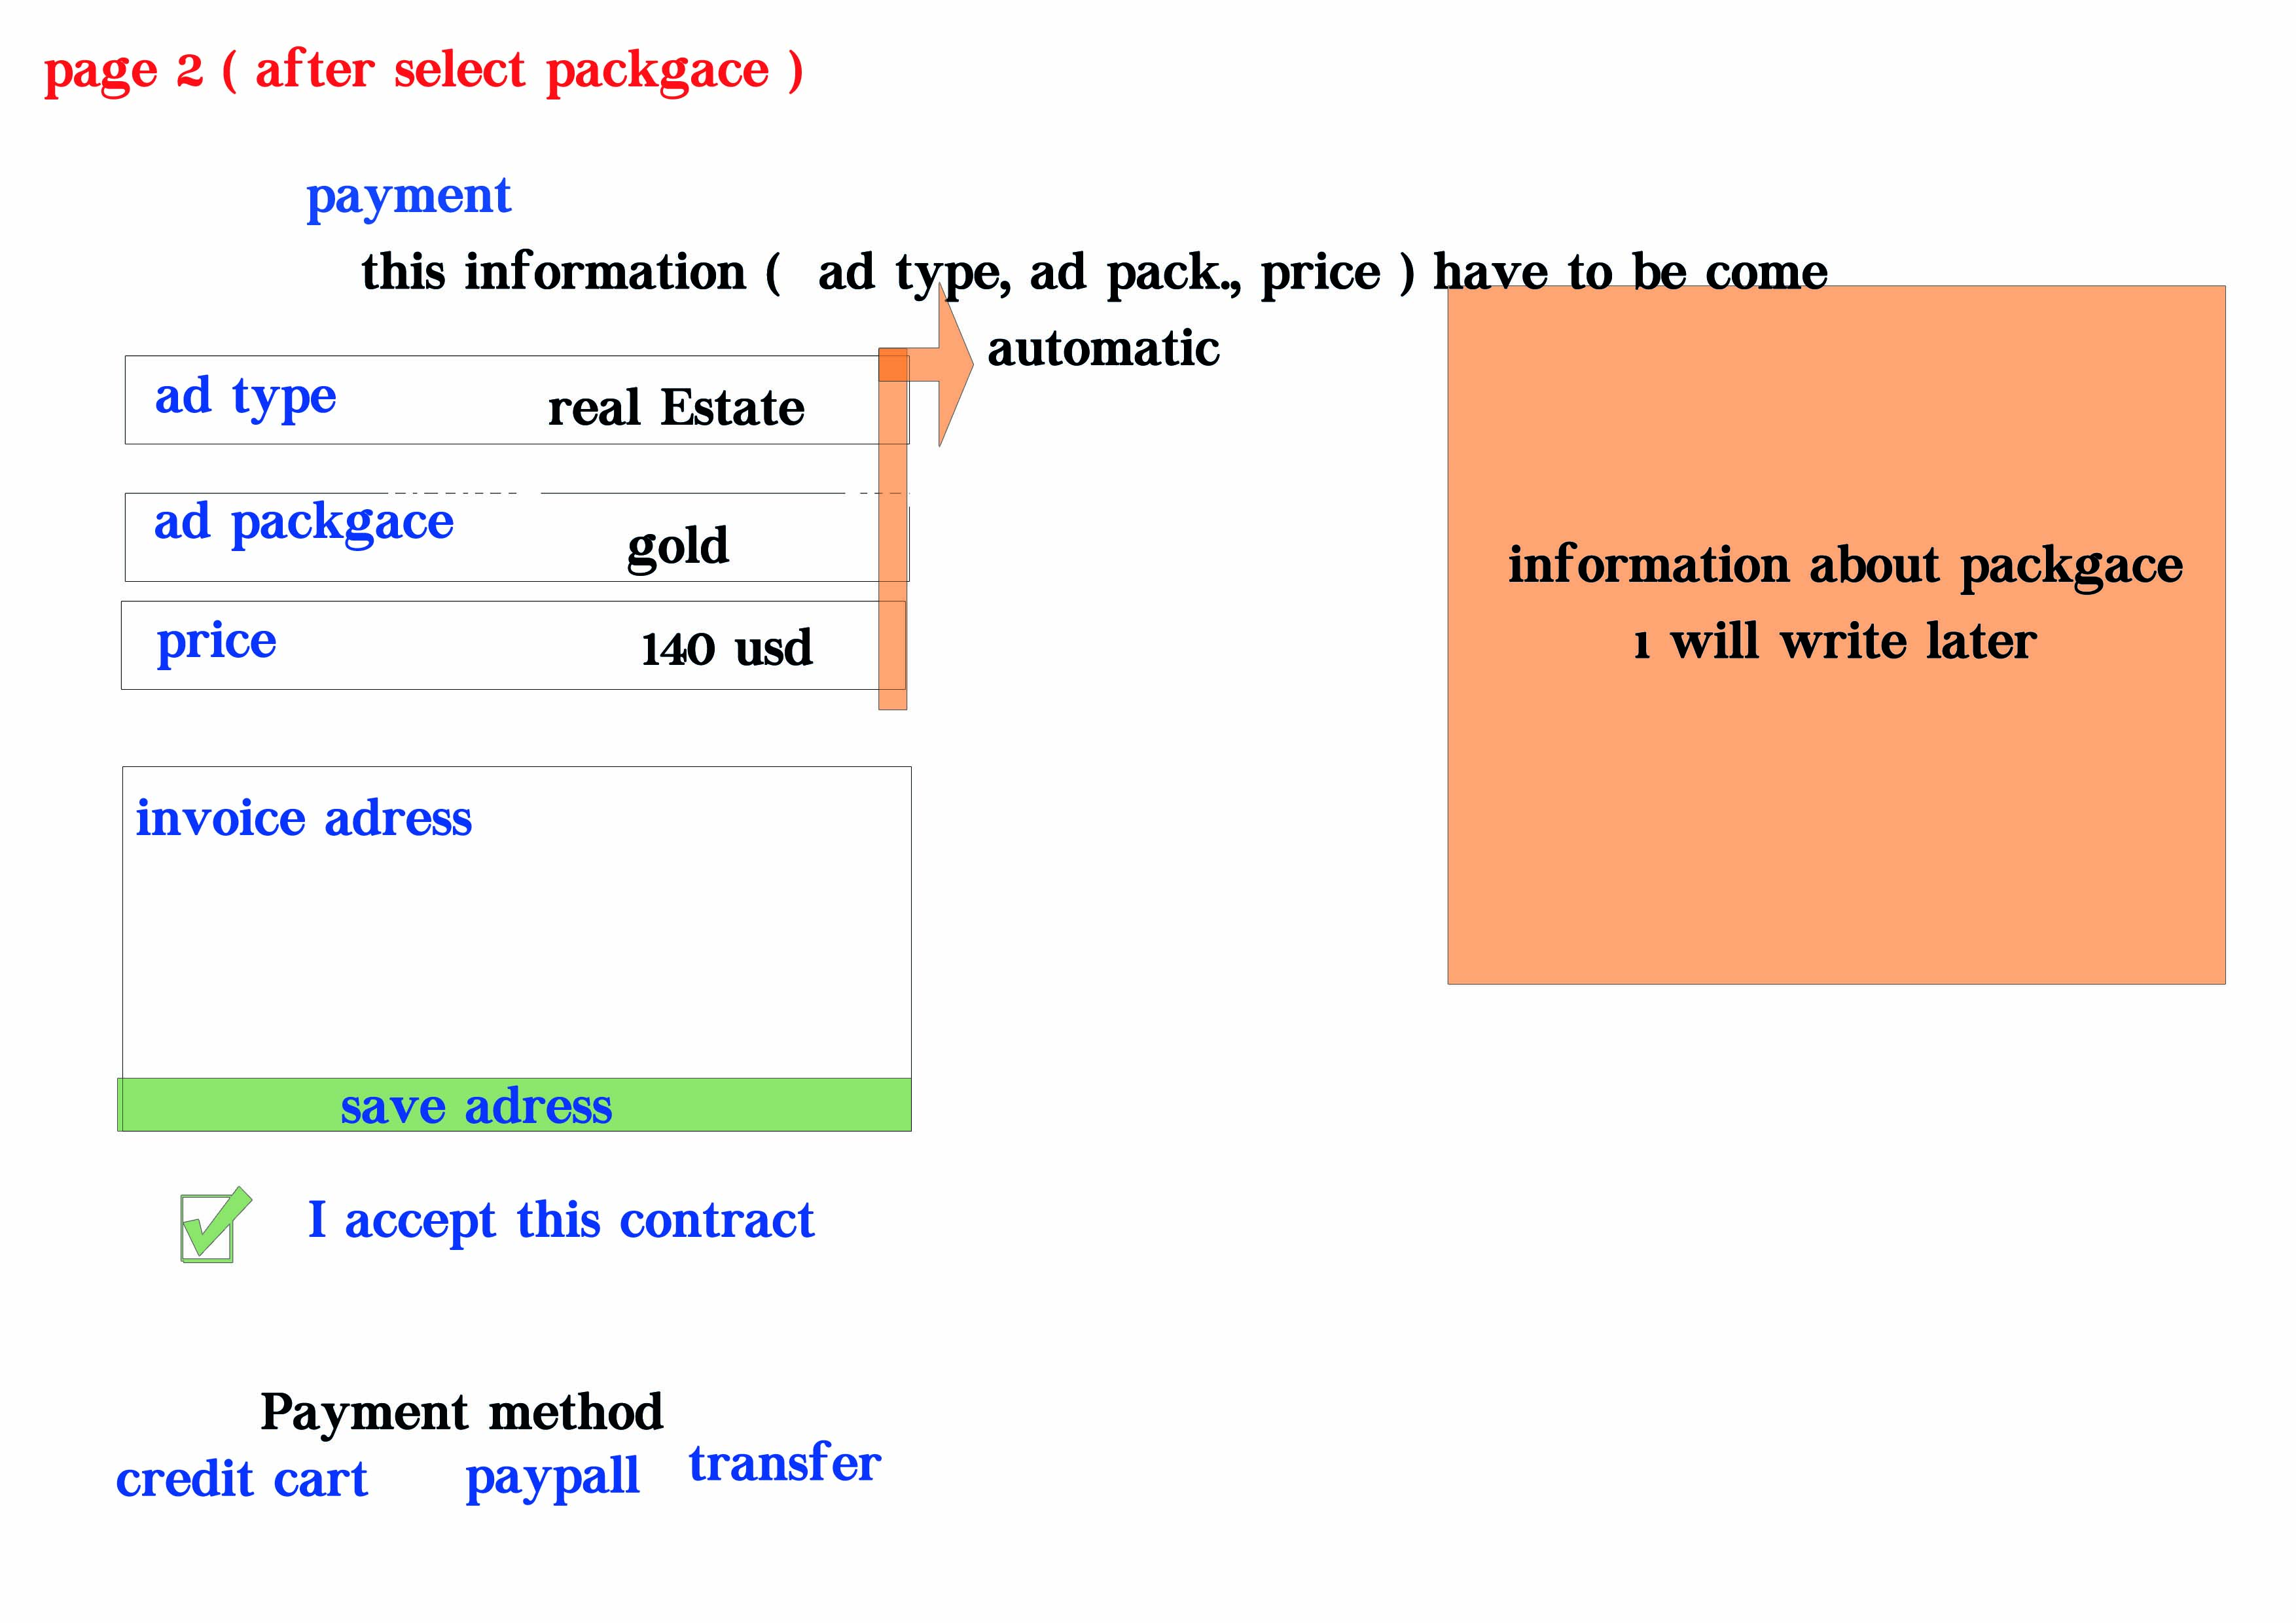 page 2 ( after select packgace )
payment
this information ( ad type, ad pack., price ) have to be come
automatic
ad type real Estate
ad packgace gold
price 140 usd
information about packgace
ı will write later
invoice adress
save adress
I accept this contract
Payment method
credit cart paypall transfer